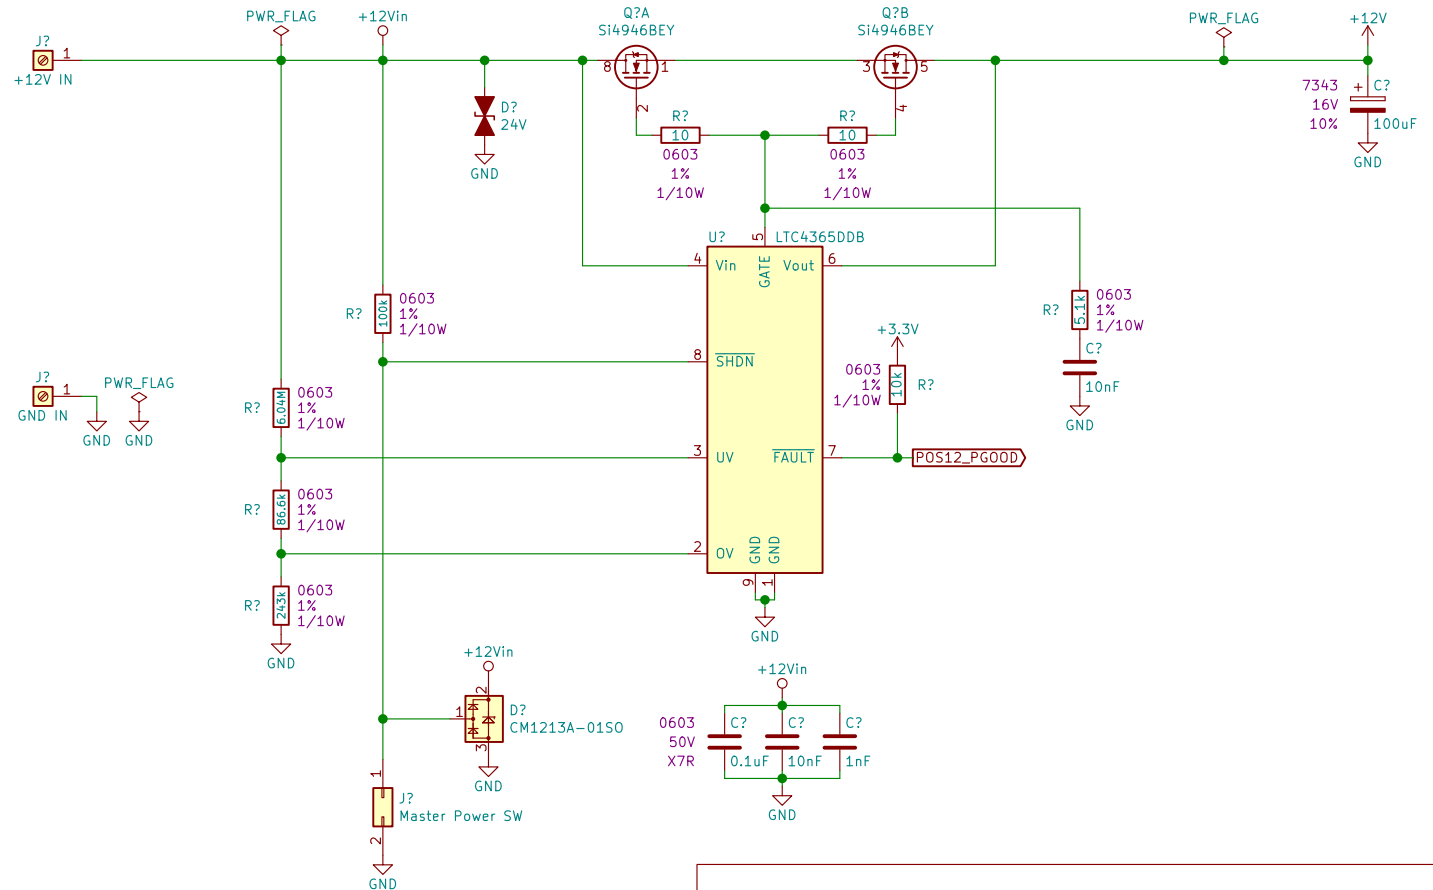 PWR_FLAG
+12Vin
Q?A
Si4946BEY
Q?B
Si4946BEY
PWR_FLAG
+12V
J?
1
+12V IN
8
1
2
3
5
4
D?
24V
GND
R?
10
0603
1%
1/10W
R?
10
0603
1%
1/10W
7343
16V
10%
+
C?
100uF
GND
U?
LTC4365DDB
5
4
Vin
GATE
Vout
6
R?
100k
0603
1%
1/10W
R?
5.1k
0603
1%
1/10W
C?
10nF
GND
+3.3V
0603
1%
1/10W
10k
R?
8
SHDN
J?
1
GND IN
PWR_FLAG
GND
GND
R?
6.04M
0603
1%
1/10W
3
UV
FAULT
7
POS12_PGOOD
R?
86.6k
0603
1%
1/10W
2
OV
GND
GND
9
1
GND
R?
243k
0603
1%
1/10W
GND
+12Vin
2
1
3
D?
CM1213A-01SO
GND
+12Vin
0603
50V
X7R
C?
0.1uF
C?
10nF
C?
1nF
GND
1
J?
Master Power SW
2
GND